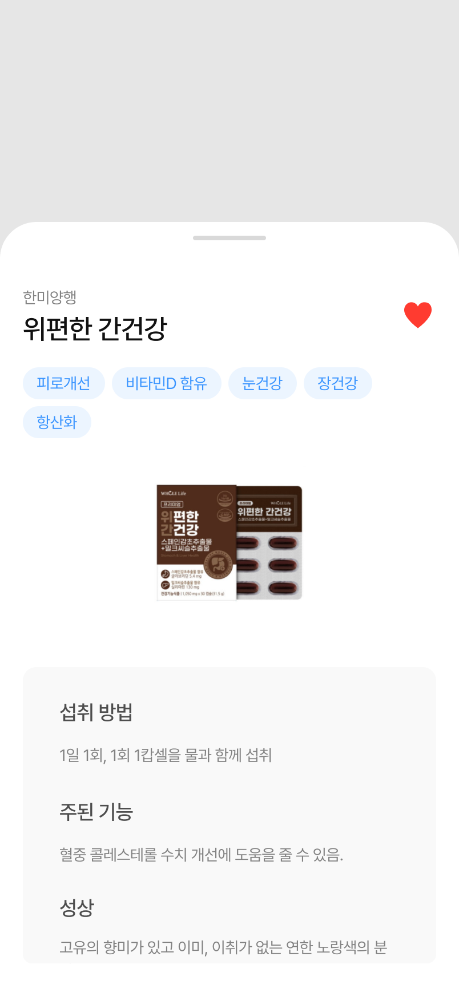 한미양행
위편한 간건강
피로개선
비타민D 함유
눈건강
장건강
항산화
WHOLE Life
프리미엄
위편한
간건강
스페인감초추출물
+밀크씨슬추출물
Stomach & Liver Health
스페인감초추출물 함유
글라브리딘 5.4 mg
밀크씨슬추출물 함유
실리마린 130 mg
건강기능식품 | 1,050 mg x 30 캡슐(31.5 g)
GMP
프리미엄
WHOLE Life
위편한 간건강
스페인감초추출물+밀크씨슬추출물
섭취 방법
1일 1회, 1회 1캅셀을 물과 함께 섭취
주된 기능
혈중 콜레스테롤 수치 개선에 도움을 줄 수 있음.
성상
고유의 향미가 있고 이미, 이취가 없는 연한 노랑색의 분